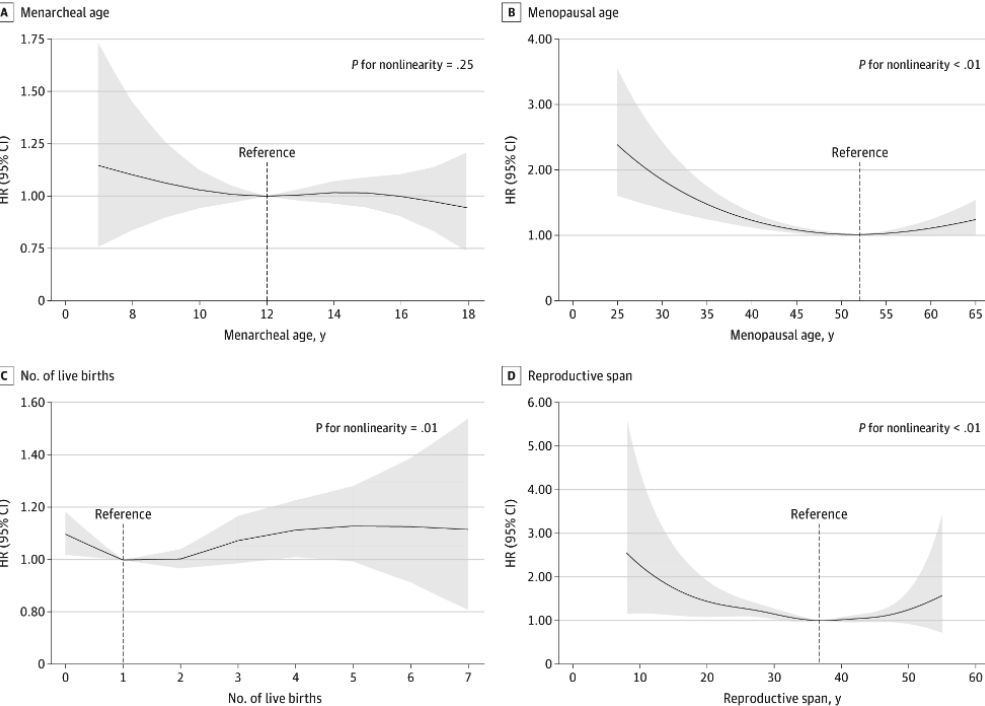 A Menarcheal age
1.75
1.50
1.25
1.00
0.75
0
HR (95% CI)
P for nonlinearity = .25
Reference
0 8 10 12 14 16 18
Menarcheal age, y
B Menopausal age
4.00
3.00
2.00
1.00
0
HR (95% CI)
P for nonlinearity < .01
Reference
0 25 30 35 12 45 50 55 60 65
Menopausal age, y
C No. of live births
1.60
1.40
1.20
1.00
0.80
0
HR (95% CI)
P for nonlinearity = .01
Reference
0 1 2 3 4 5 6 7
No. of live births
D Reproductive span
6.00
5.00
4.00
3.00
2.00
1.00
0
HR (95% CI)
P for nonlinearity < .01
Reference
0 10 20 30 40 50 60
Reproductive span, y